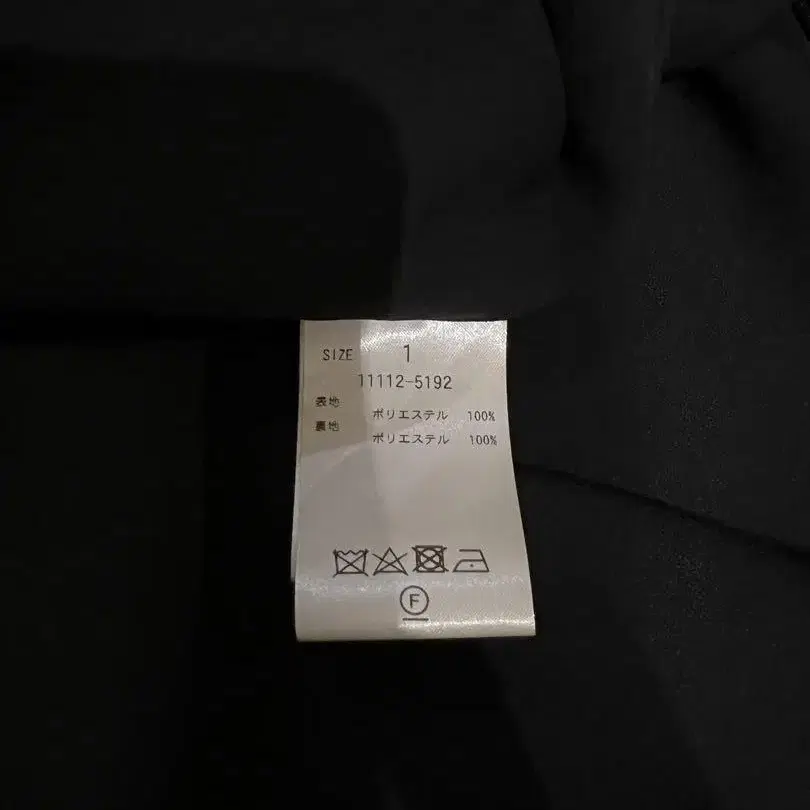 SIZE 1
11112-5192
表地 ポリエステル 100%
裏地 ポリエステル 100%
F